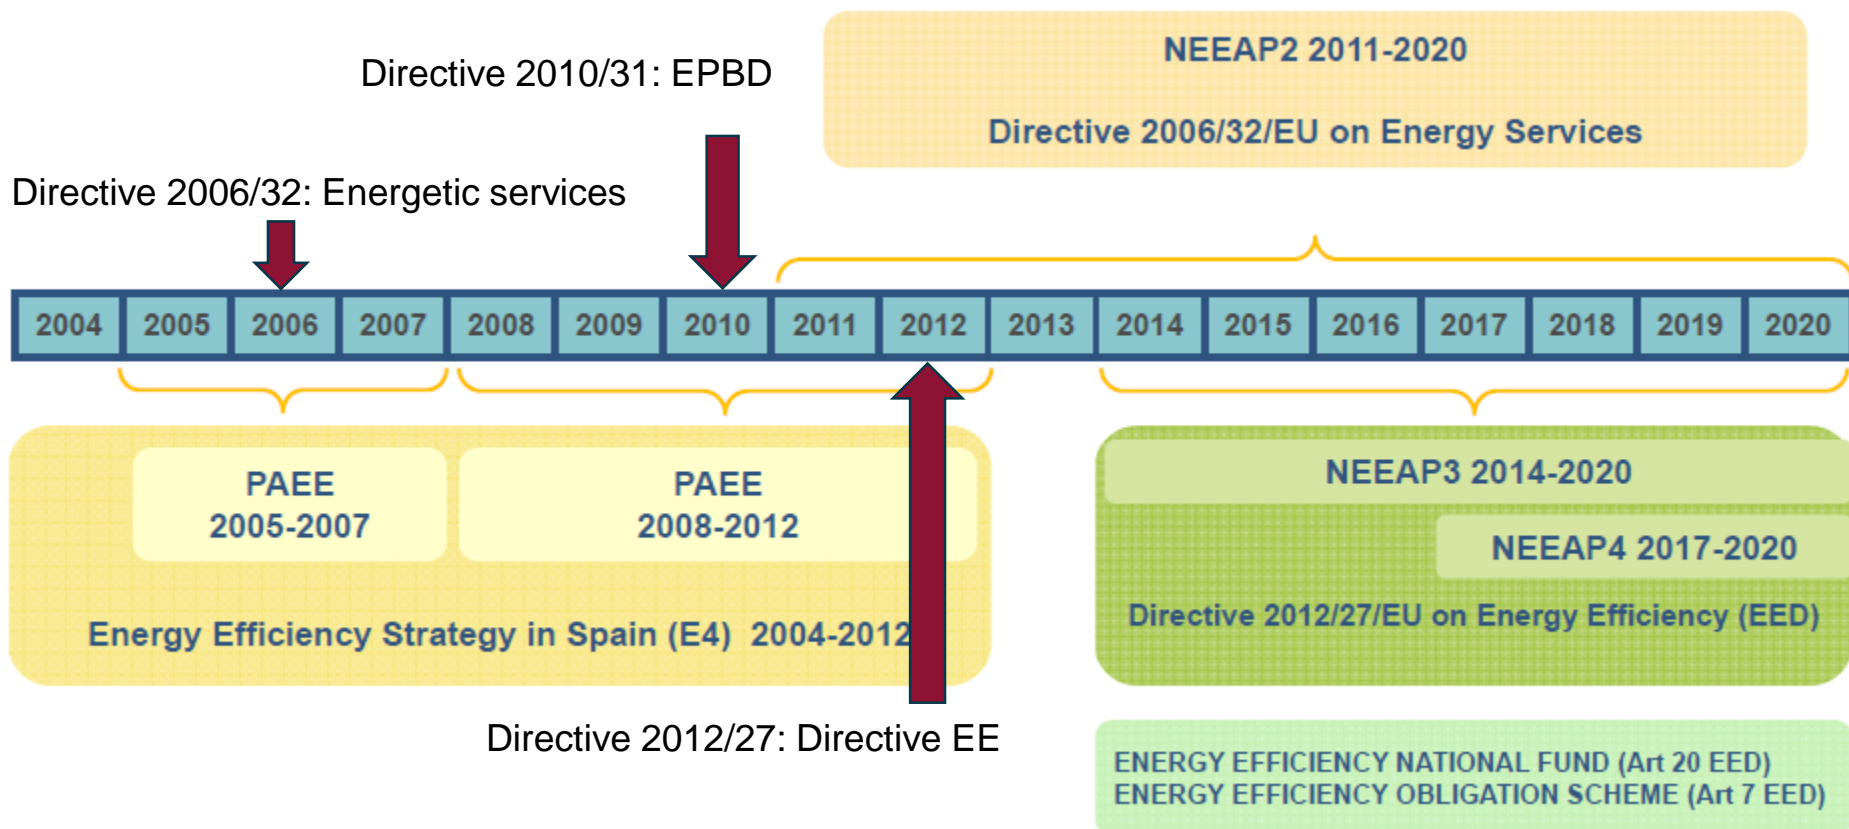 NEEAP2 2011-2020
Directive 2010/31: EPBD
Directive 2006/32/EU on Energy Services
Directive 2006/32: Energetic services
2004 2005 2006 2007 2008 2009 2010 2011 2012 2013 2014 2015 2016 2017 2018 2019 2020
PAEE
2005-2007
PAEE
2008-2012
Energy Efficiency Strategy in Spain (E4) 2004-2012
NEEAP3 2014-2020
NEEAP4 2017-2020
Directive 2012/27/EU on Energy Efficiency (EED)
Directive 2012/27: Directive EE
ENERGY EFFICIENCY NATIONAL FUND (Art 20 EED)
ENERGY EFFICIENCY OBLIGATION SCHEME (Art 7 EED)